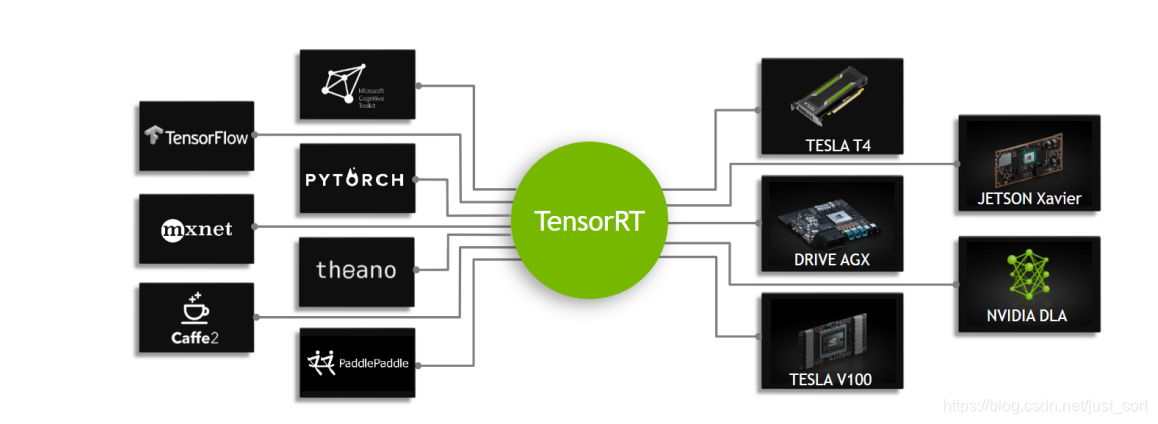 Microsoft
Cognitive
Toolkit
TensorFlow
PYTORCH
mxnet
theano
Caffe2
PaddlePaddle
TensorRT
TESLA T4
JETSON Xavier
DRIVE AGX
NVIDIA DLA
TESLA V100
https://blog.csdn.net/just_sort